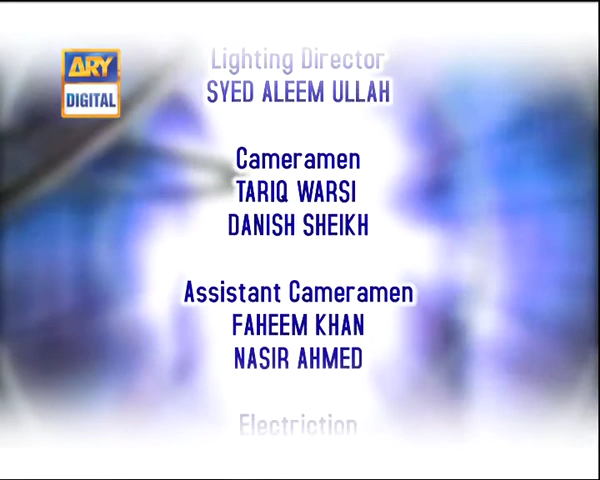 ARY
DIGITAL
Lighting Director
SYED ALEEM ULLAH
Cameramen
TARIQ WARSI
DANISH SHEIKH
Assistant Cameramen
FAHEEM KHAN
NASIR AHMED
Electriction